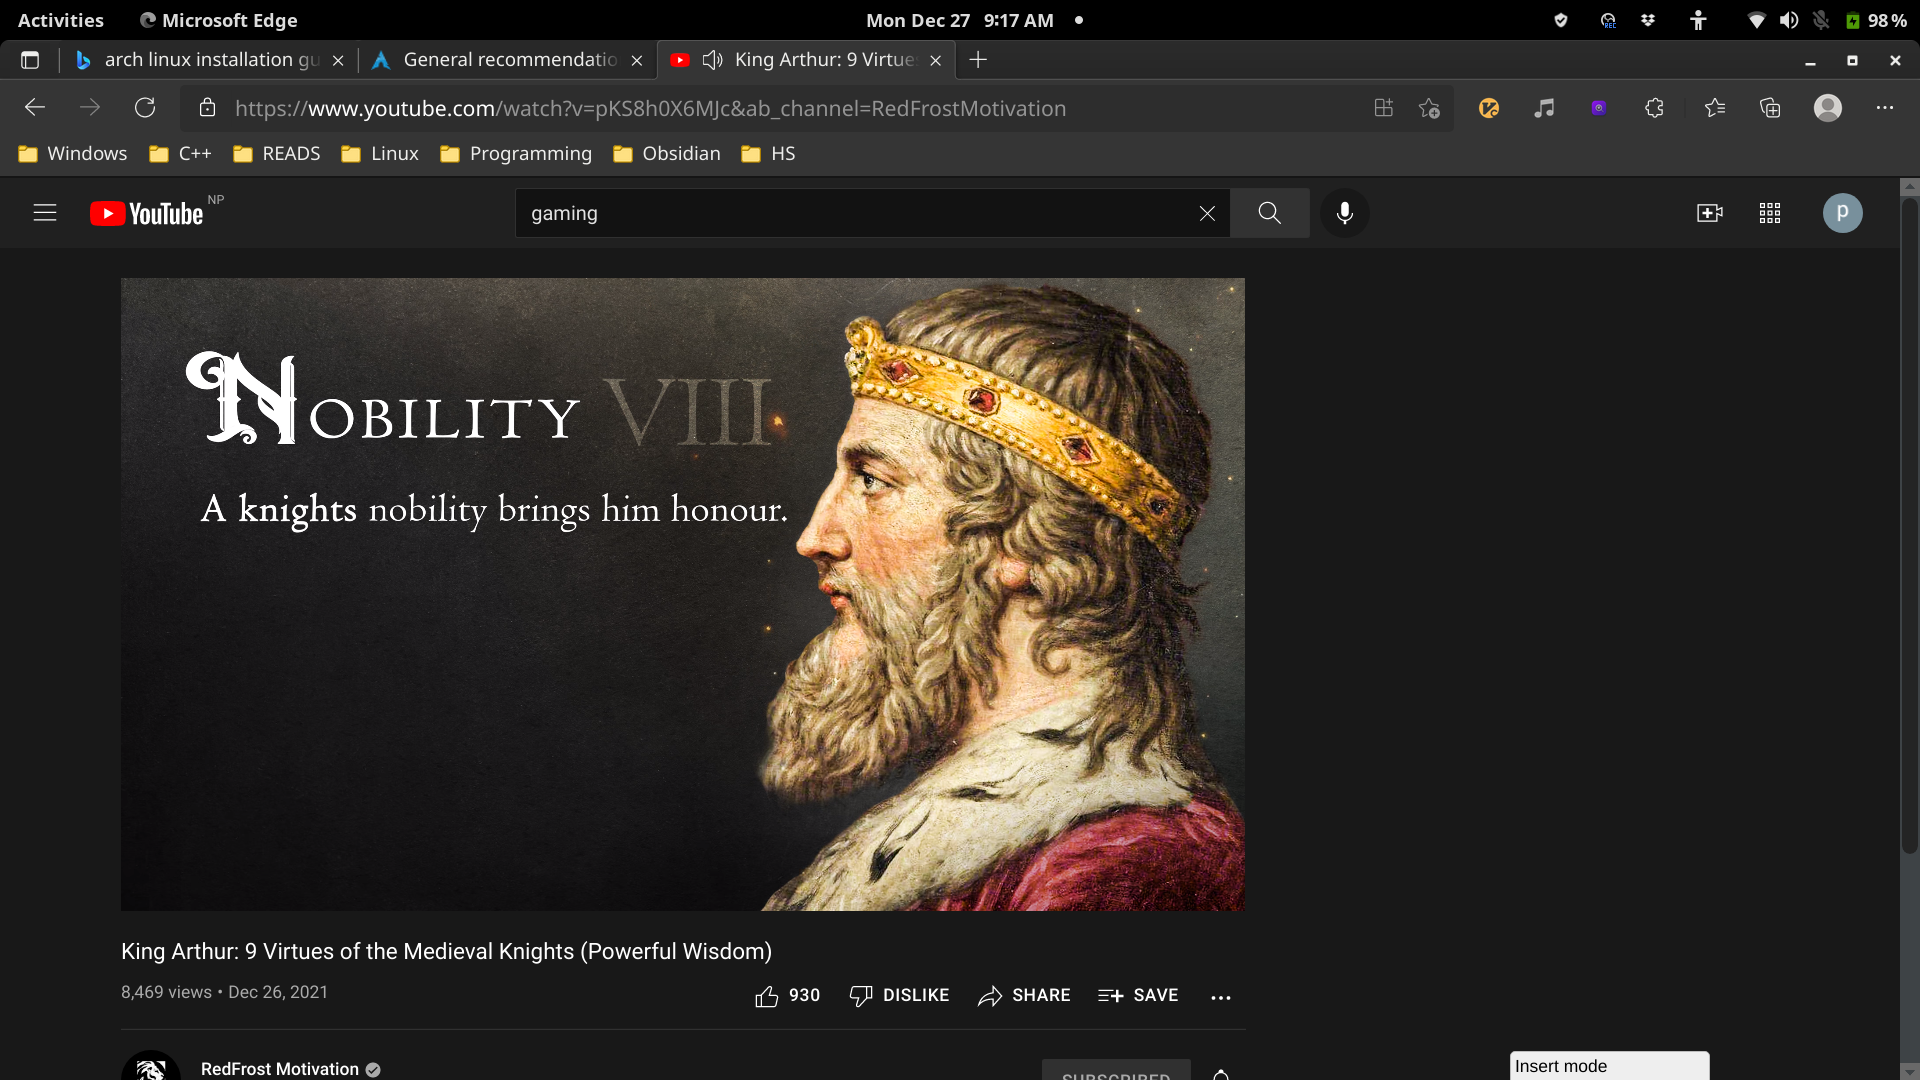 Activities Microsoft Edge Mon Dec 27 9:17 AM REC 98%
arch linux installation gu General recommendatio King Arthur: 9 Virtue
https://www.youtube.com/watch?v=pKS8h0X6MJc&ab_channel=RedFrostMotivation
Windows C++ READS Linux Programming Obsidian HS
YouTube NP gaming p
NOBILITY VIII
A knights nobility brings him honour.
King Arthur: 9 Virtues of the Medieval Knights (Powerful Wisdom)
8,469 views • Dec 26, 2021 930 DISLIKE SHARE SAVE
RedFrost Motivation SUBSCRIBED
Insert mode